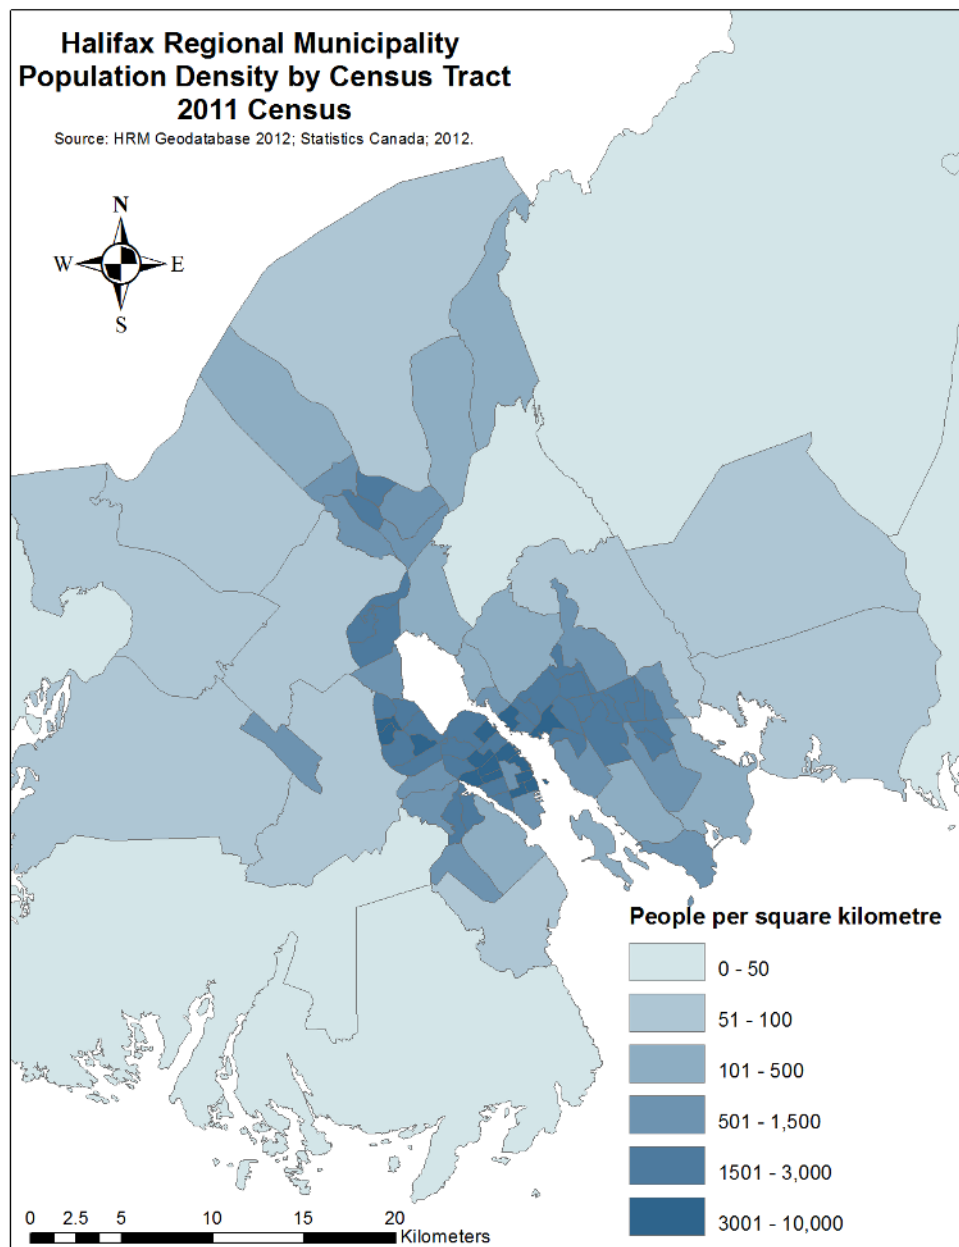 Halifax Regional Municipality
Population Density by Census Tract
2011 Census
Source: HRM Geodatabase 2012; Statistics Canada; 2012.
N
W E
S
People per square kilometre
0 - 50
51 - 100
101 - 500
501 - 1,500
1501 - 3,000
3001 - 10,000
0 2.5 5 10 15 20
Kilometers